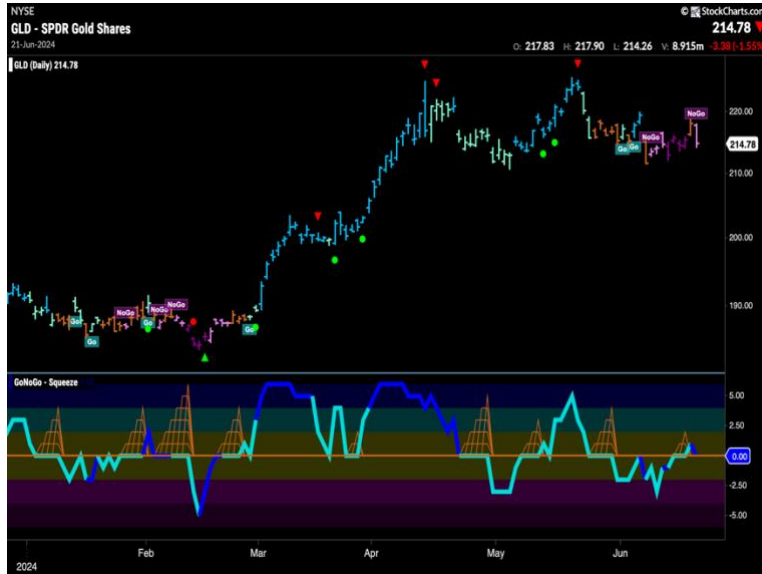 NYSE
© StockCharts.com
GLD - SPDR Gold Shares
214.78
21-Jun-2024
O: 217.83 H: 217.90 L: 214.26 V: 8.915m -3.38 (-1.55%
GLD (Daily) 214.78
220.00
214.78
210.00
200.00
190.00
NoGo
Go
Go
NoGo
NoGo
Go
NoGo
NoGo
Go
Go
Go
NoGo - Squeeze
5.00
2.50
0.00
-2.50
-5.00
Feb
Mar
Apr
May
Jun
2024